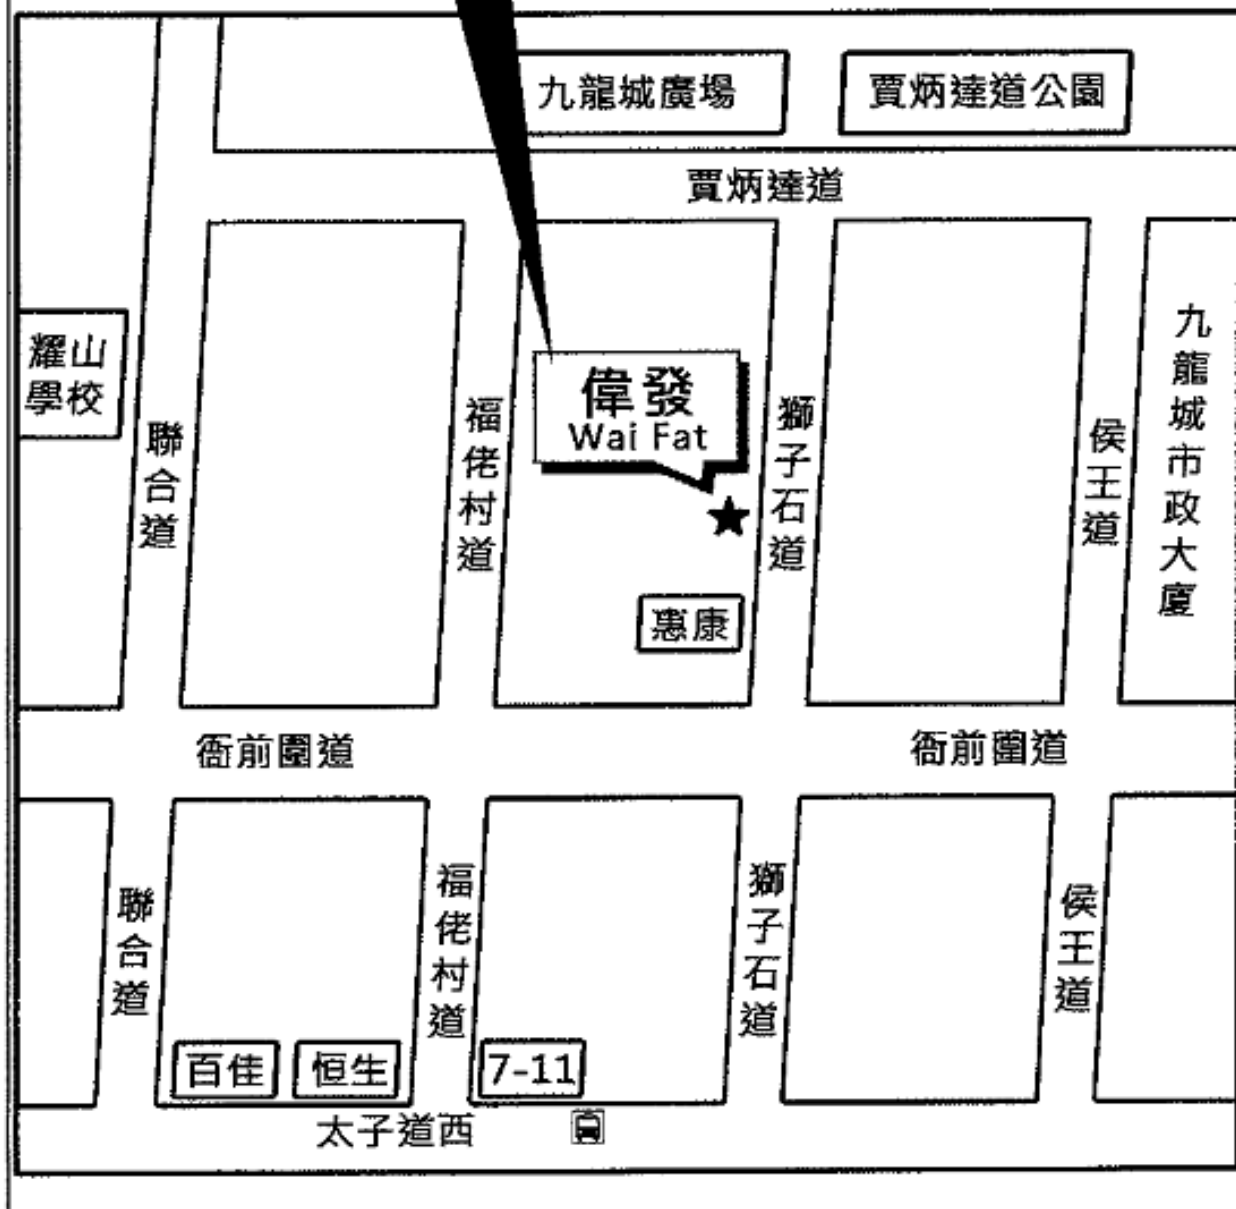 九龍城廣場
賈炳達道公園
賈炳達道
耀山
學校
聯合道
福佬村道
偉發
Wai Fat
獅子石道
侯王道
九龍城市政大廈
惠康
衙前圍道
衙前圍道
聯合道
福佬村道
獅子石道
侯王道
百佳
恒生
7-11
太子道西